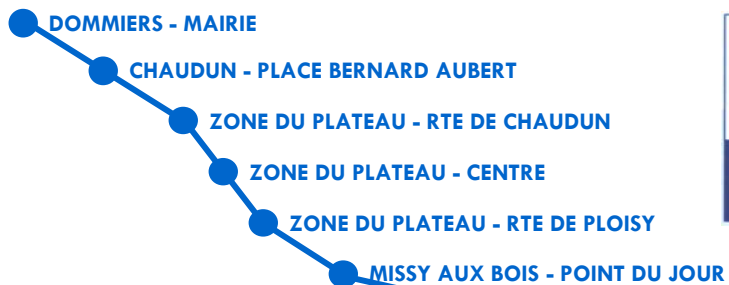 DOMMIERS - MAIRIE
CHAUDUN - PLACE BERNARD AUBERT
ZONE DU PLATEAU - RTE DE CHAUDUN
ZONE DU PLATEAU - CENTRE
ZONE DU PLATEAU - RTE DE PLOISY
MISSY AUX BOIS - POINT DU JOUR